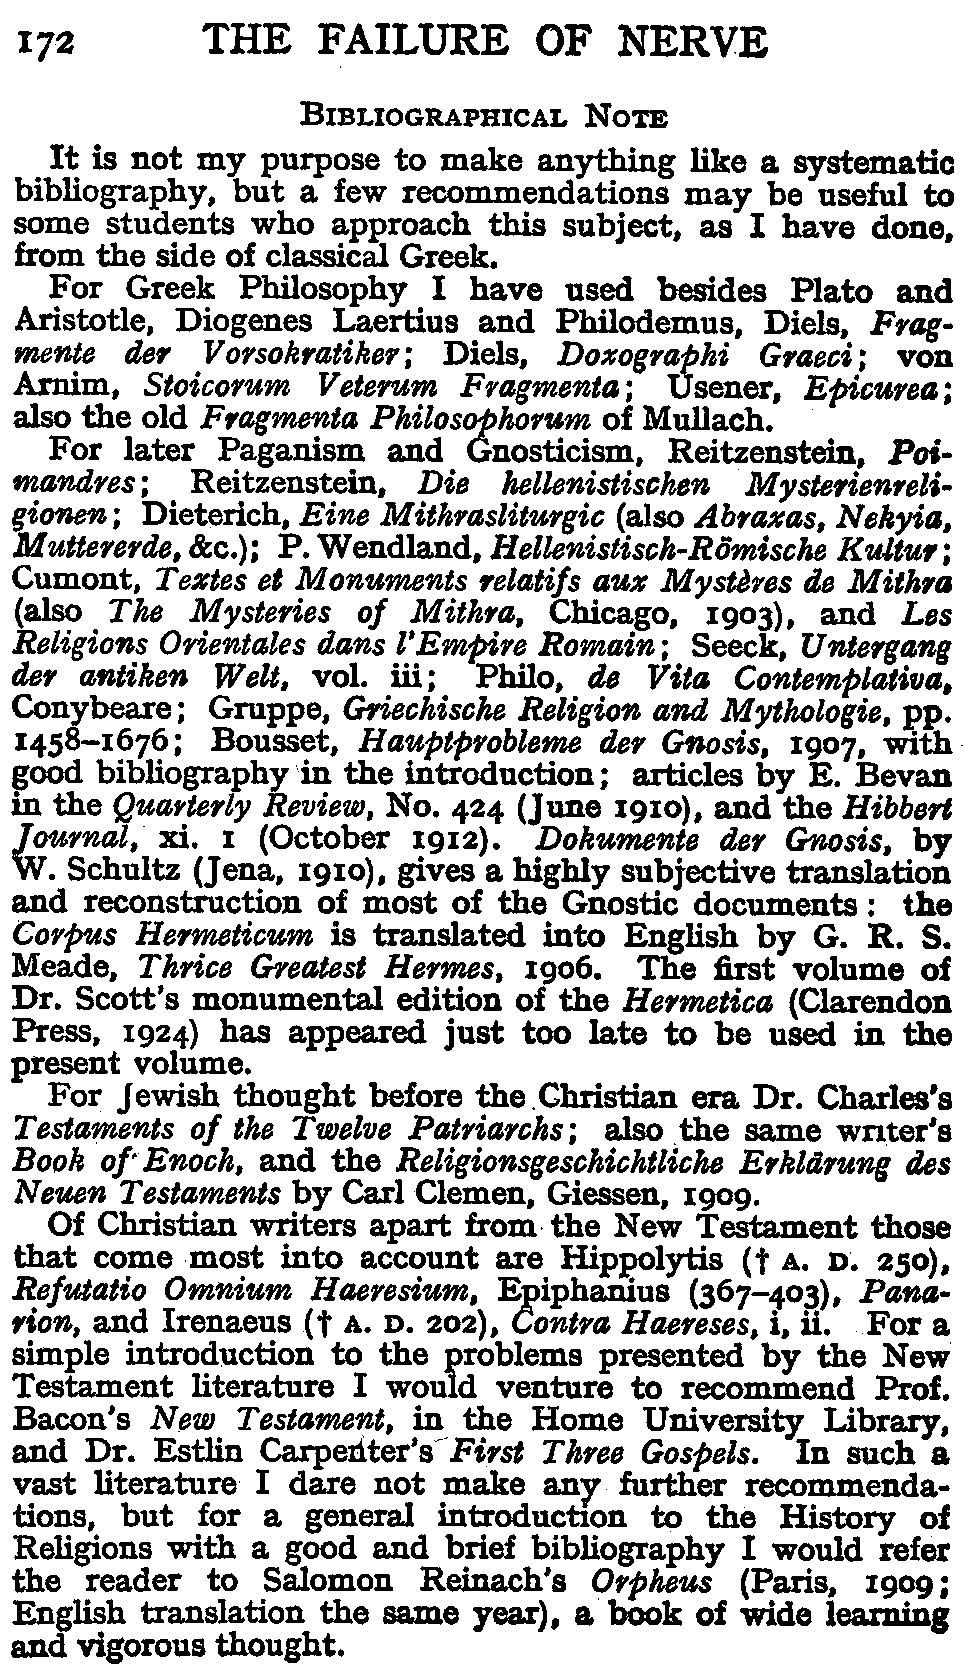 172 THE FAILURE OF NERVE
Bibliographical Note
It is not my purpose to make anything like a systematic
bibliography, but a few recommendations may be useful to
some students who approach this subject, as I have done,
from the side of classical Greek.
For Greek Philosophy I have used besides Plato and
Aristotle, Diogenes Laertius and Philodemus, Diels, Frag-
mente der Vorsokratiker; Diels, Doxographi Graeci; von
Arnim, Stoicorum Veterum Fragmenta; Usener, Epicurea;
also the old Fragmenta Philosophorum of Mullach.
For later Paganism and Gnosticism, Reitzenstein, Poi-
mandres; Reitzenstein, Die hellenistischen Mysterienreli-
gionen; Dieterich, Eine Mithrasliturgic (also Abraxas, Nekyia,
Muttererde, &c.); P. Wendland, Hellenistisch-Römische Kultur;
Cumont, Textes et Monuments relatifs aux Mystères de Mithra
(also The Mysteries of Mithra, Chicago, 1903), and Les
Religions Orientales dans l'Empire Romain; Seeck, Untergang
der antiken Welt, vol. iii; Philo, de Vita Contemplativa,
Conybeare; Gruppe, Griechische Religion and Mythologie, pp.
1458–1676; Bousset, Hauptprobleme der Gnosis, 1907, with
good bibliography in the introduction; articles by E. Bevan
in the Quarterly Review, No. 424 (June 1910), and the Hibbert
Journal, xi. 1 (October 1912). Dokumente der Gnosis, by
W. Schultz (Jena, 1910), gives a highly subjective translation
and reconstruction of most of the Gnostic documents: the
Corpus Hermeticum is translated into English by G. R. S.
Meade, Thrice Greatest Hermes, 1906. The first volume of
Dr. Scott's monumental edition of the Hermetica (Clarendon
Press, 1924) has appeared just too late to be used in the
present volume.
For Jewish thought before the Christian era Dr. Charles's
Testaments of the Twelve Patriarchs; also the same writer's
Book of Enoch, and the Religionsgeschichtliche Erklärung des
Neuen Testaments by Carl Clemen, Giessen, 1909.
Of Christian writers apart from the New Testament those
that come most into account are Hippolytis († A. D. 250),
Refutatio Omnium Haeresium, Epiphanius (367–403), Pana-
rion, and Irenaeus († A. D. 202), Contra Haereses, i, ii. For a
simple introduction to the problems presented by the New
Testament literature I would venture to recommend Prof.
Bacon's New Testament, in the Home University Library,
and Dr. Estlin Carpenter's First Three Gospels. In such a
vast literature I dare not make any further recommenda-
tions, but for a general introduction to the History of
Religions with a good and brief bibliography I would refer
the reader to Salomon Reinach's Orpheus (Paris, 1909;
English translation the same year), a book of wide learning
and vigorous thought.